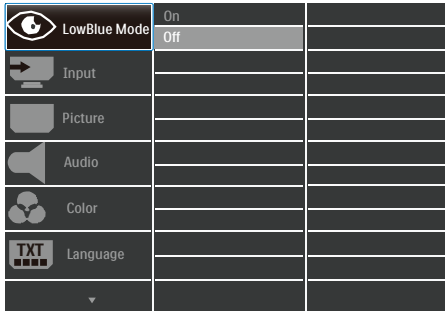 LowBlue Mode
On
Off
Input
Picture
Audio
Color
TXT
Language